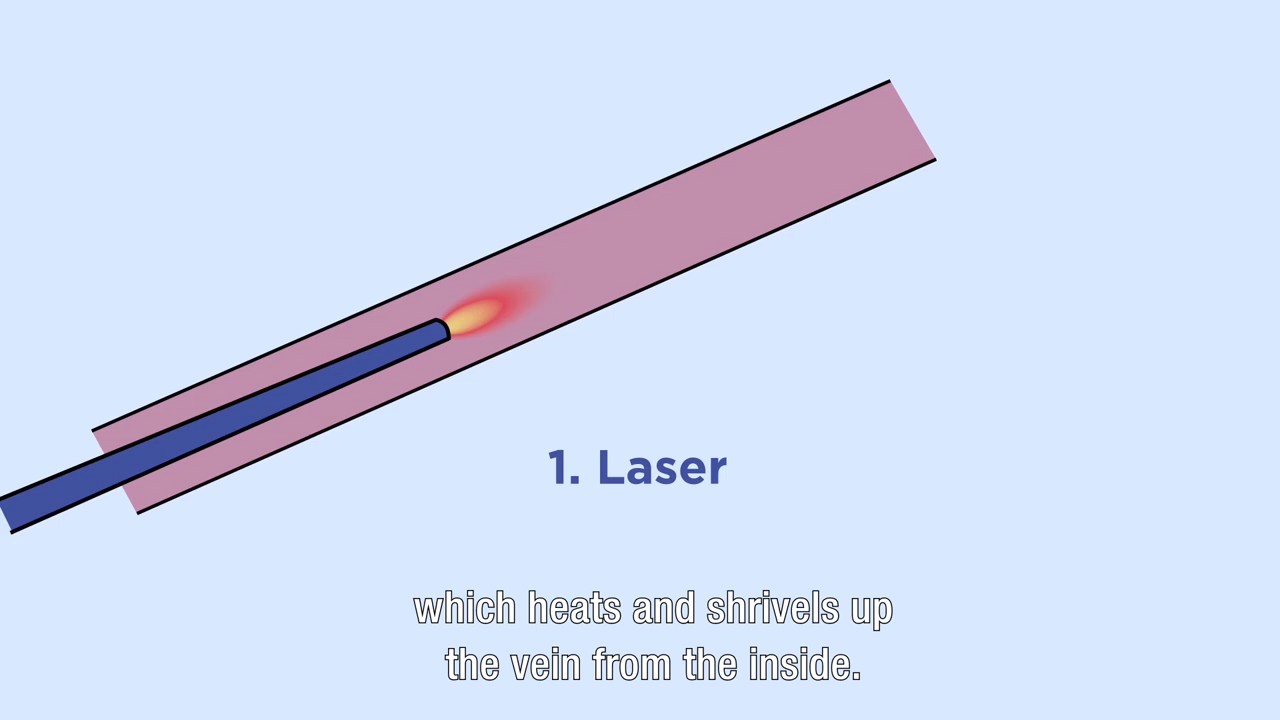 1. Laser
which heats and shrivels up
the vein from the inside.